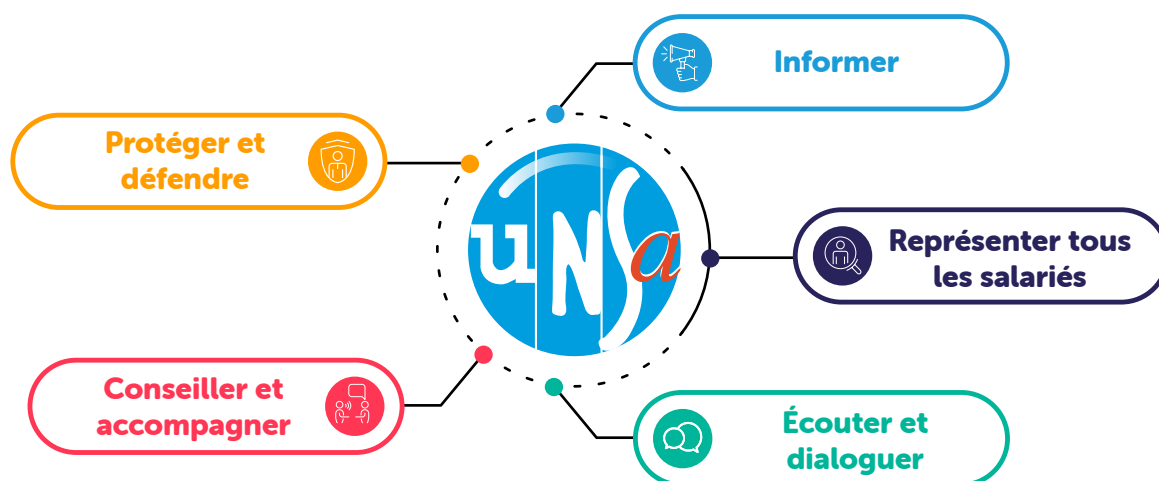 Informer
Protéger et
défendre
uNSa
Représenter tous
les salariés
Conseiller et
accompagner
Écouter et
dialoguer